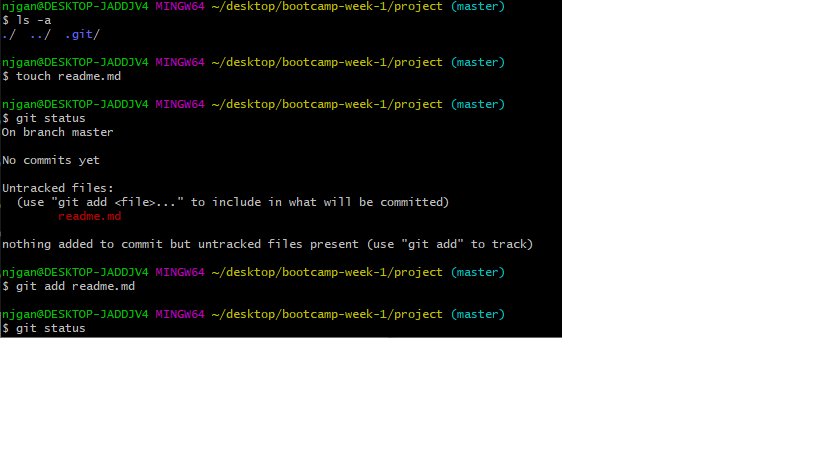 njgan@DESKTOP-JADDJV4 MINGW64 ~/desktop/bootcamp-week-1/project (master)
$ ls -a
./  ../  .git/
njgan@DESKTOP-JADDJV4 MINGW64 ~/desktop/bootcamp-week-1/project (master)
$ touch readme.md
njgan@DESKTOP-JADDJV4 MINGW64 ~/desktop/bootcamp-week-1/project (master)
$ git status
On branch master
No commits yet
Untracked files:
  (use "git add <file>..." to include in what will be committed)
        readme.md
nothing added to commit but untracked files present (use "git add" to track)
njgan@DESKTOP-JADDJV4 MINGW64 ~/desktop/bootcamp-week-1/project (master)
$ git add readme.md
njgan@DESKTOP-JADDJV4 MINGW64 ~/desktop/bootcamp-week-1/project (master)
$ git status